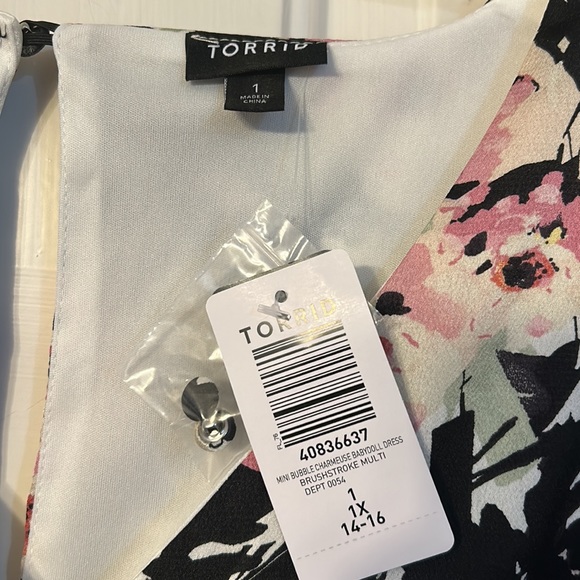 TORRID
1
MADE IN
CHINA
TORRID
40836637
MINI BUBBLE CHARMEUSE BABYDOLL DRESS
BRUSHSTROKE MULTI
DEPT 0054
1
1X
14-16